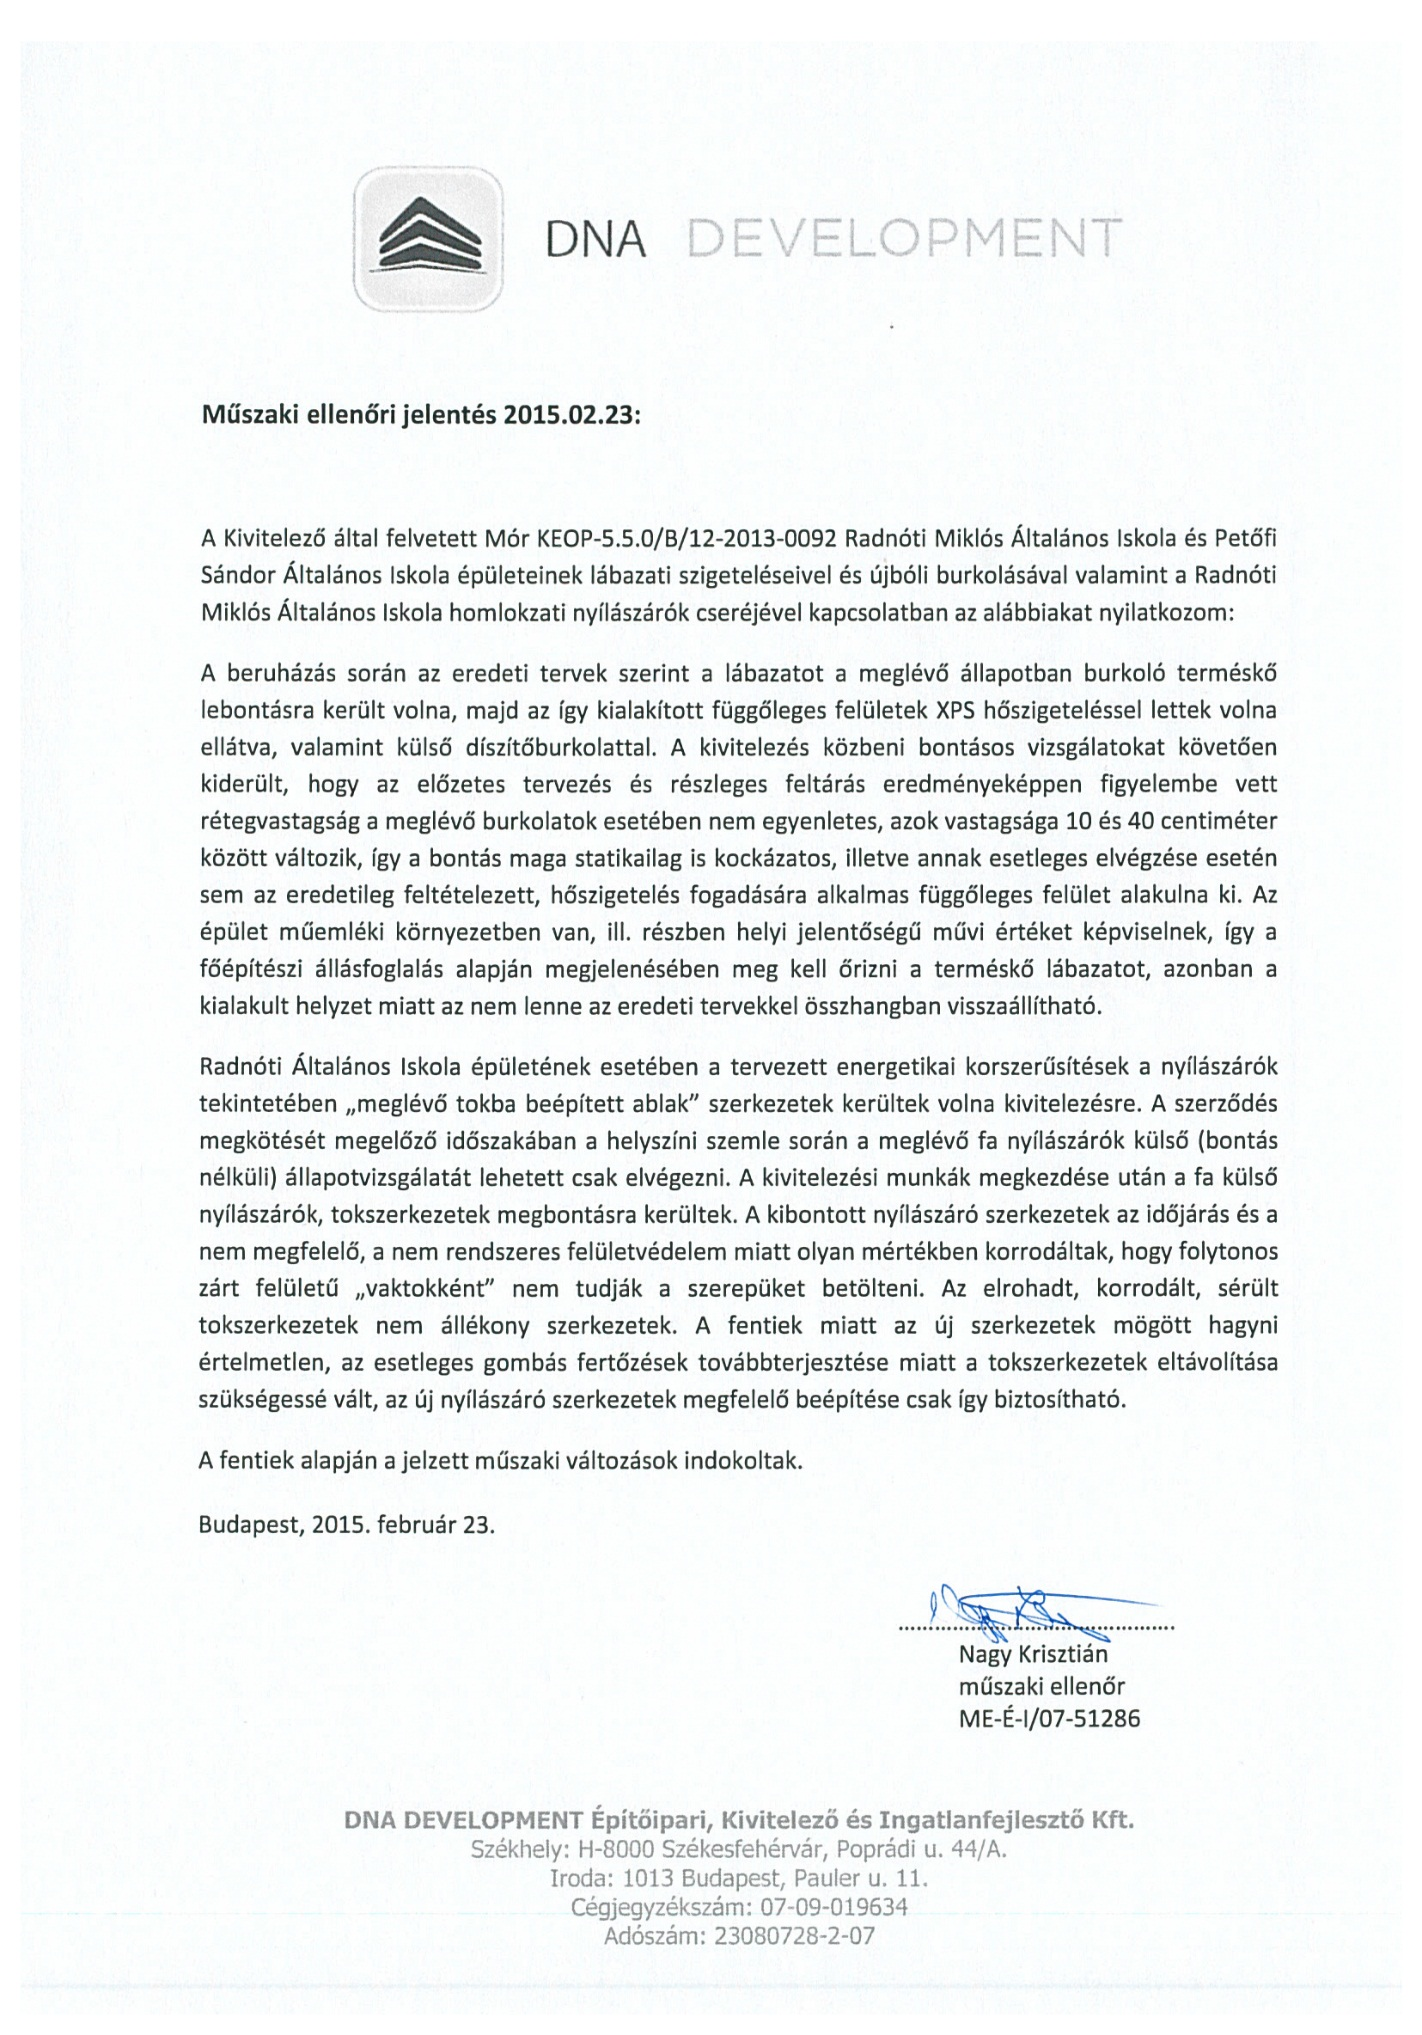 DNA DEVELOPMENT
Műszaki ellenőri jelentés 2015.02.23:
A Kivitelező által felvetett Mór KEOP-5.5.0/B/12-2013-0092 Radnóti Miklós Általános Iskola és Petőfi
Sándor Általános Iskola épületeinek lábazati szigeteléseivel és újbóli burkolásával valamint a Radnóti
Miklós Általános Iskola homlokzati nyílászárók cseréjével kapcsolatban az alábbiakat nyilatkozom:
A beruházás során az eredeti tervek szerint a lábazatot a meglévő állapotban burkoló terméskő
lebontásra került volna, majd az így kialakított függőleges felületek XPS hőszigeteléssel lettek volna
ellátva, valamint külső díszítőburkolattal. A kivitelezés közbeni bontásos vizsgálatokat követően
kiderült, hogy az előzetes tervezés és részleges feltárás eredményeképpen figyelembe vett
rétegvastagság a meglévő burkolatok esetében nem egyenletes, azok vastagsága 10 és 40 centiméter
között változik, így a bontás maga statikailag is kockázatos, illetve annak esetleges elvégzése esetén
sem az eredetileg feltételezett, hőszigetelés fogadására alkalmas függőleges felület alakulna ki. Az
épület műemléki környezetben van, ill. részben helyi jelentőségű művi értéket képviselnek, így a
főépítészi állásfoglalás alapján megjelenésében meg kell őrizni a terméskő lábazatot, azonban a
kialakult helyzet miatt az nem lenne az eredeti tervekkel összhangban visszaállítható.
Radnóti Általános Iskola épületének esetében a tervezett energetikai korszerűsítések a nyílászárók
tekintetében „meglévő tokba beépített ablak” szerkezetek kerültek volna kivitelezésre. A szerződés
megkötését megelőző időszakában a helyszíni szemle során a meglévő fa nyílászárók külső (bontás
nélküli) állapotvizsgálatát lehetett csak elvégezni. A kivitelezési munkák megkezdése után a fa külső
nyílászárók, tokszerkezetek megbontásra kerültek. A kibontott nyílászáró szerkezetek az időjárás és a
nem megfelelő, a nem rendszeres felületvédelem miatt olyan mértékben korrodáltak, hogy folytonos
zárt felületű „vaktokként” nem tudják a szerepüket betölteni. Az elrohadt, korrodált, sérült
tokszerkezetek nem állékony szerkezetek. A fentiek miatt az új szerkezetek mögött hagyni
értelmetlen, az esetleges gombás fertőzések továbbterjesztése miatt a tokszerkezetek eltávolítása
szükségessé vált, az új nyílászáró szerkezetek megfelelő beépítése csak így biztosítható.
A fentiek alapján a jelzett műszaki változások indokoltak.
Budapest, 2015. február 23.
Nagy Krisztián
műszaki ellenőr
ME-É-I/07-51286
DNA DEVELOPMENT Építőipari, Kivitelező és Ingatlanfejlesztő Kft.
Székhely: H-8000 Székesfehérvár, Poprádi u. 44/A.
Iroda: 1013 Budapest, Pauler u. 11.
Cégjegyzékszám: 07-09-019634
Adószám: 23080728-2-07